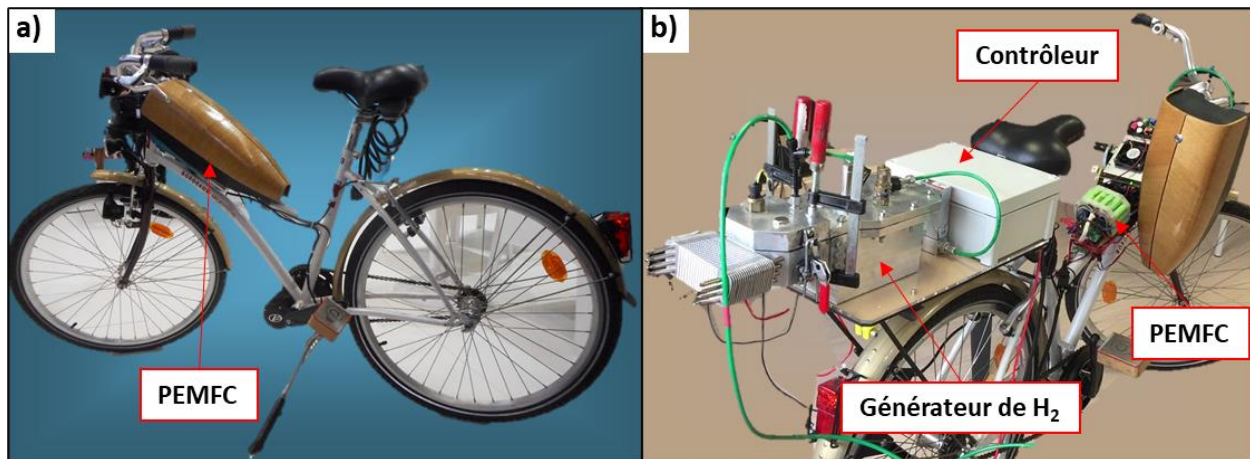 a)
PEMFC
b)
Contrôleur
PEMFC
Générateur de H₂